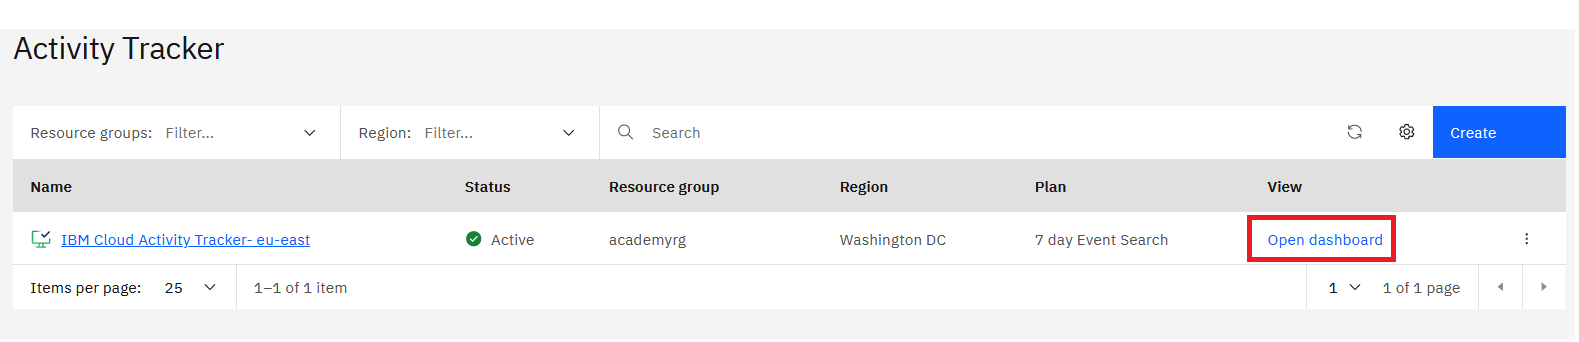 Activity Tracker
Resource groups: Filter... Region: Filter... Search Create
Name Status Resource group Region Plan View
IBM Cloud Activity Tracker- eu-east Active academyrg Washington DC 7 day Event Search Open dashboard
Items per page: 25 1–1 of 1 item 1 1 of 1 page